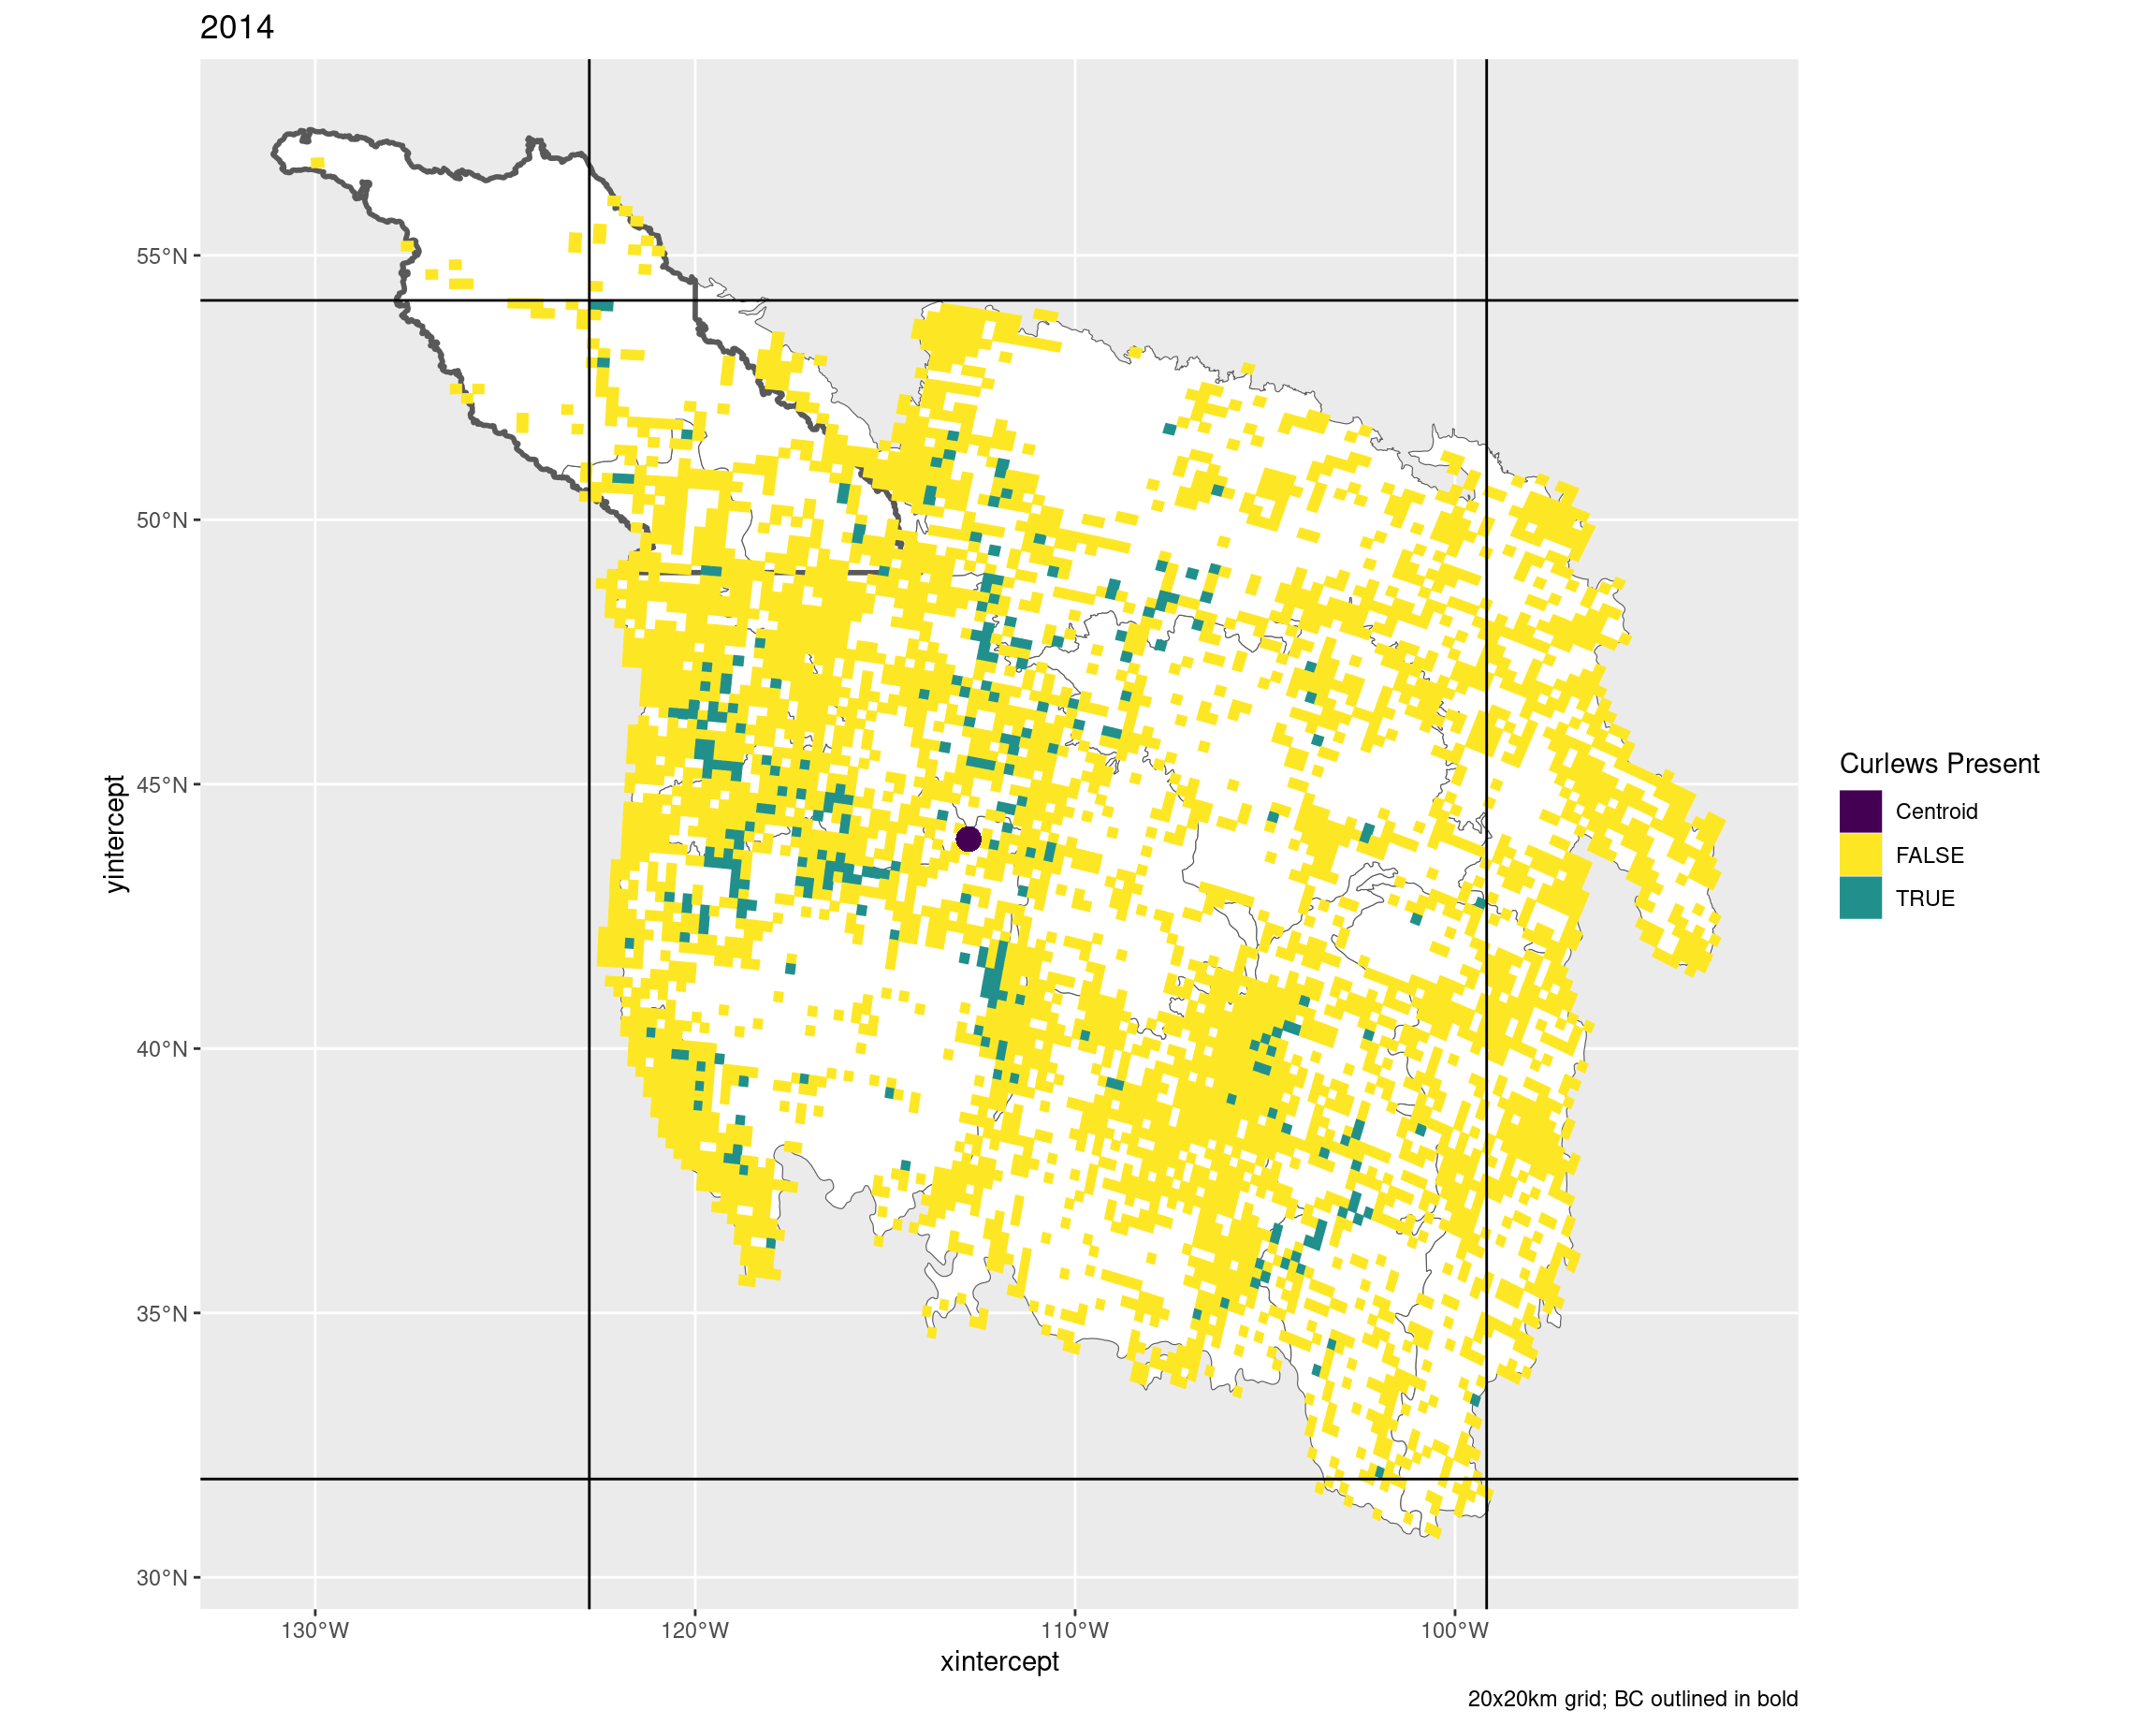 2014
55°N
50°N
45°N
40°N
35°N
30°N
yintercept
130°W
120°W
110°W
100°W
xintercept
Curlews Present
Centroid
FALSE
TRUE
20x20km grid; BC outlined in bold